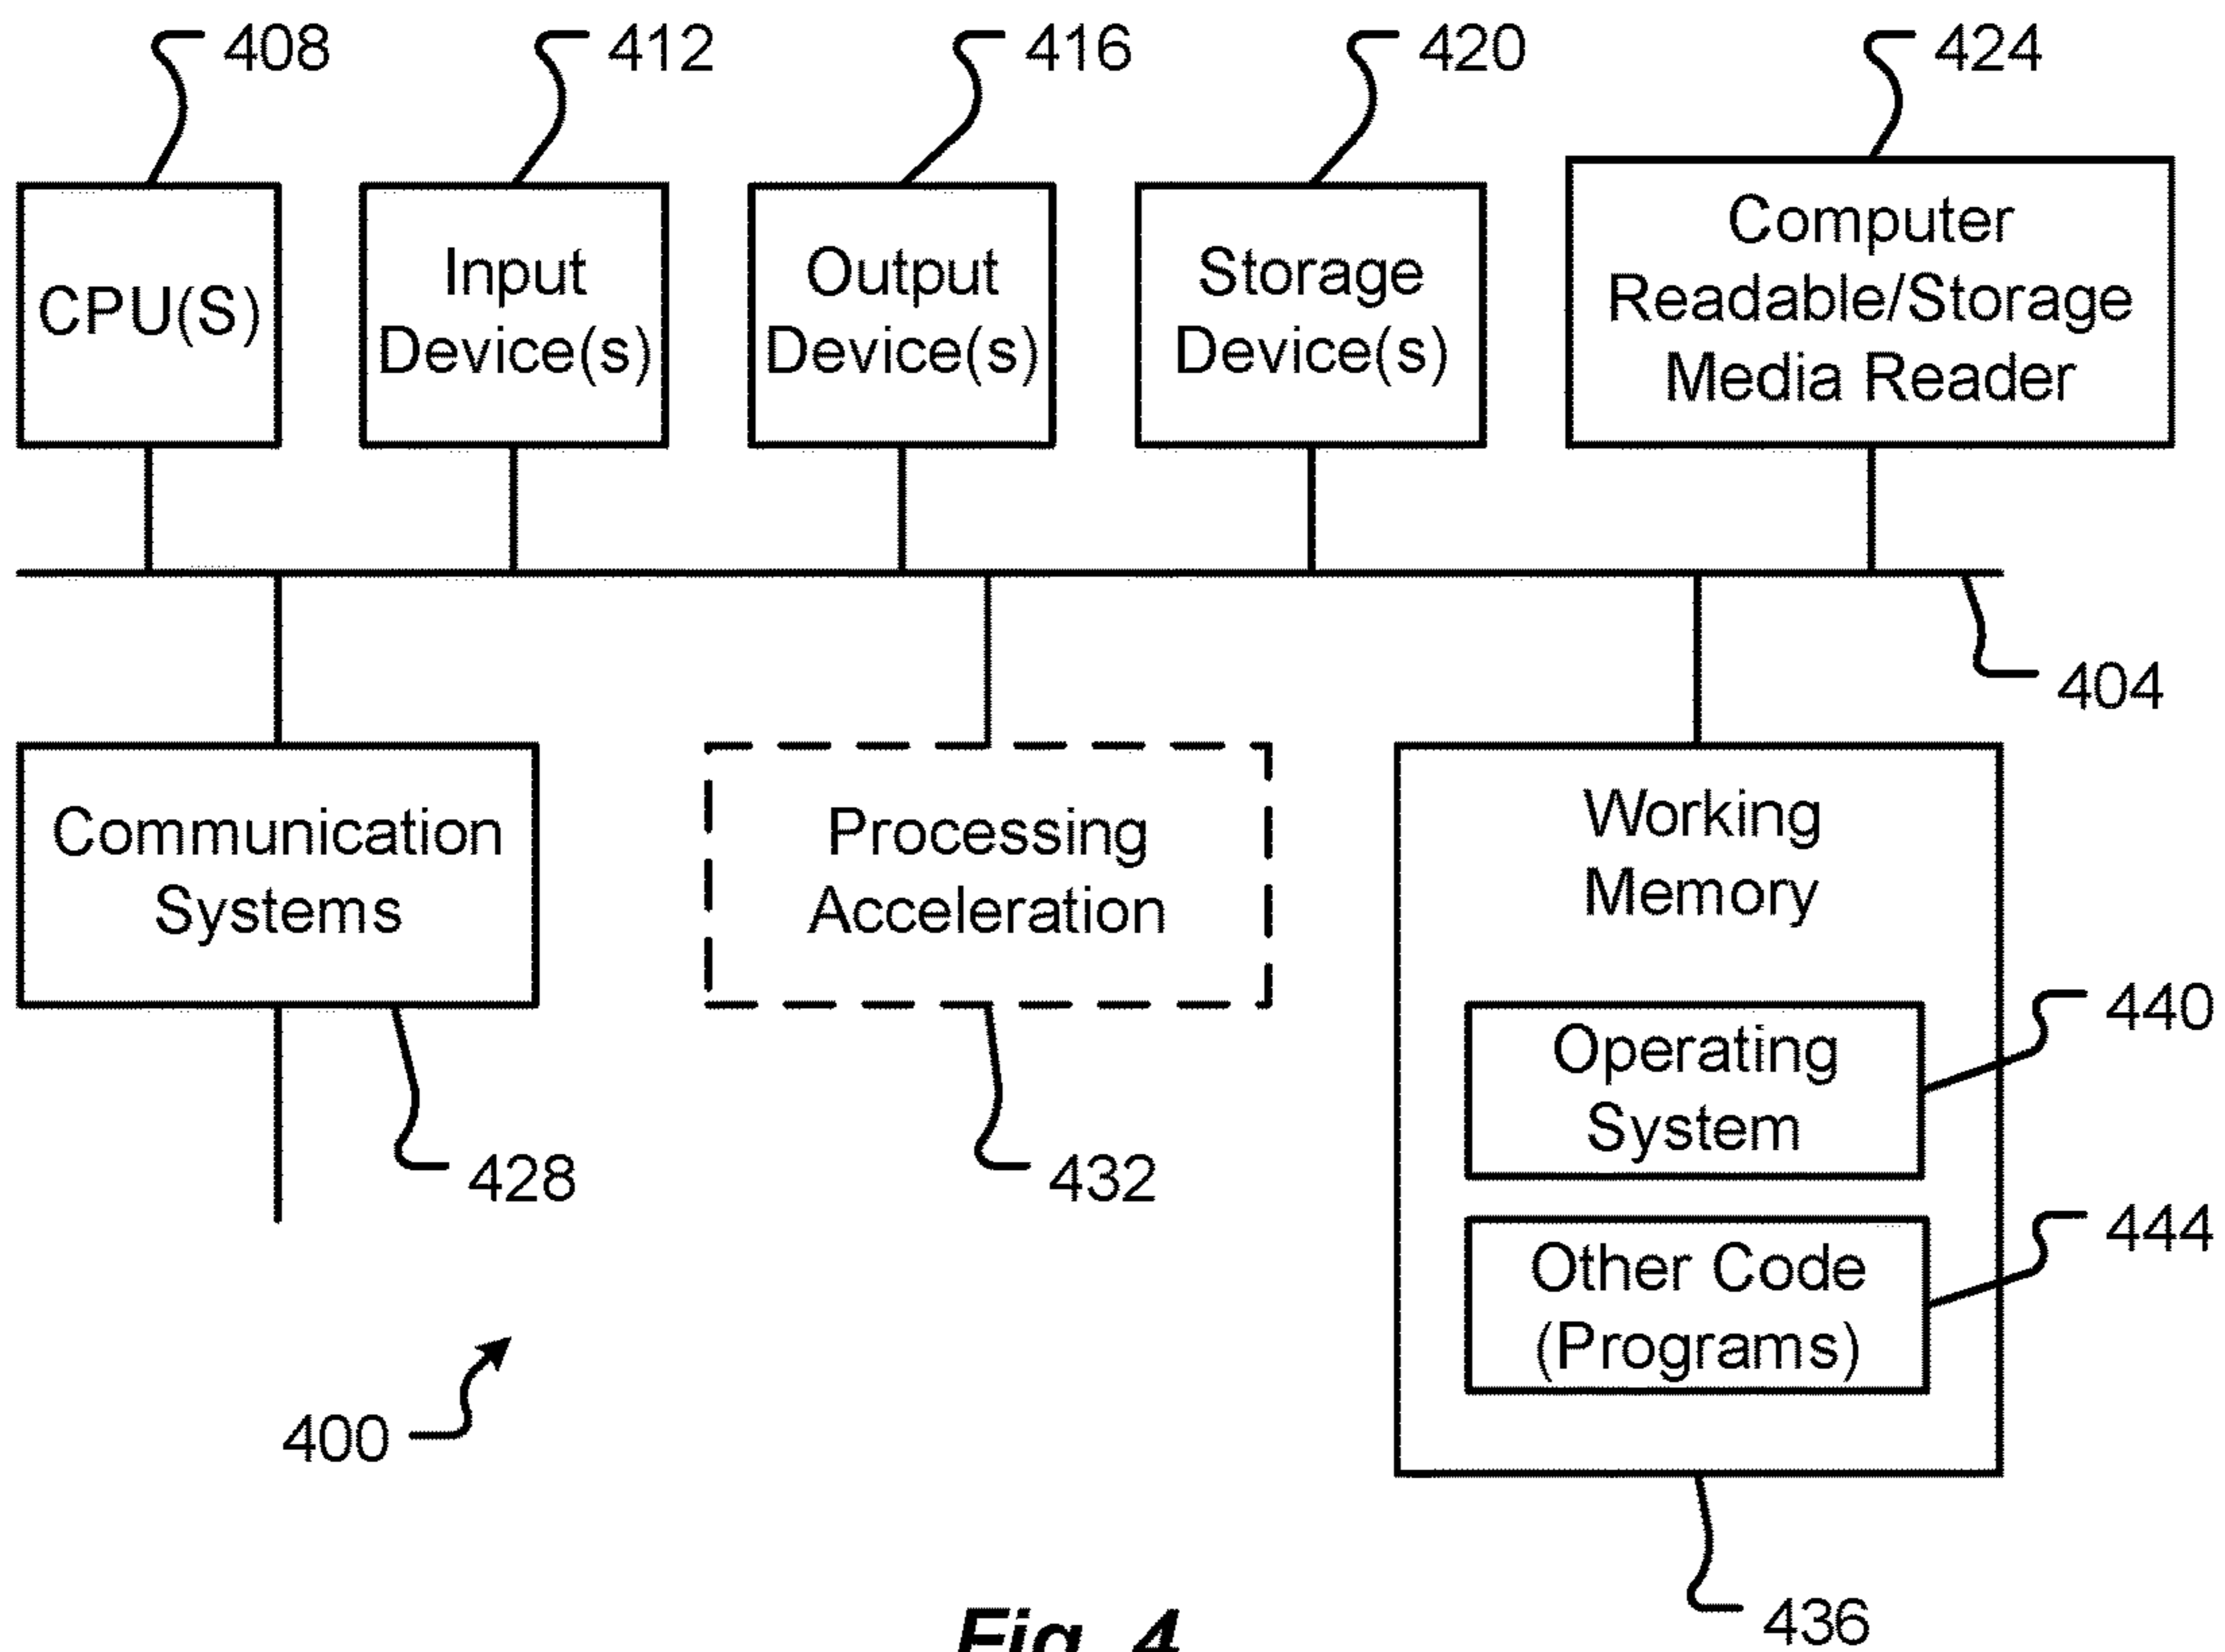 408
412
416
420
424
CPU(S)
Input
Device(s)
Output
Device(s)
Storage
Device(s)
Computer
Readable/Storage
Media Reader
404
Communication
Systems
Processing
Acceleration
Working
Memory
Operating
System
440
428
432
Other Code
(Programs)
444
400
436
Fig. 4